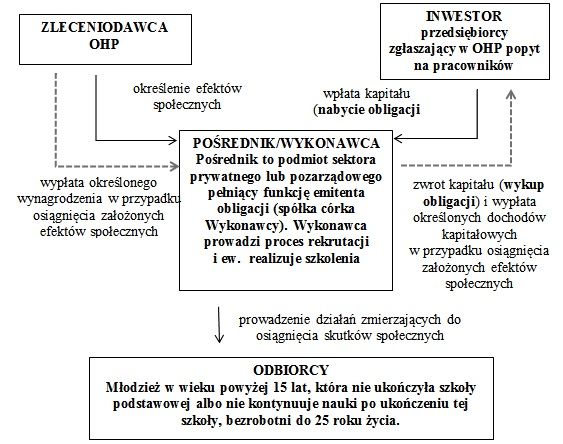 ZLECENIODAWCA
OHP
INWESTOR
przedsiębiorcy
zgłaszający w OHP popyt
na pracowników
określenie efektów
społecznych
wpłata kapitału
(nabycie obligacji
POŚREDNIK/WYKONAWCA
Pośrednik to podmiot sektora
prywatnego lub pozarządowego
pełniący funkcję emitenta
obligacji (spółka córka
Wykonawcy). Wykonawca
prowadzi proces rekrutacji
i ew. realizuje szkolenia
wypłata określonego
wynagrodzenia w przypadku
osiągnięcia założonych
efektów społecznych
zwrot kapitału (wykup
obligacji) i wypłata
określonych dochodów
kapitałowych
w przypadku osiągnięcia
założonych efektów
społecznych
prowadzenie działań zmierzających do
osiągnięcia skutków społecznych
ODBIORCY
Młodzież w wieku powyżej 15 lat, która nie ukończyła szkoły
podstawowej albo nie kontynuuje nauki po ukończeniu tej
szkoły, bezrobotni do 25 roku życia.